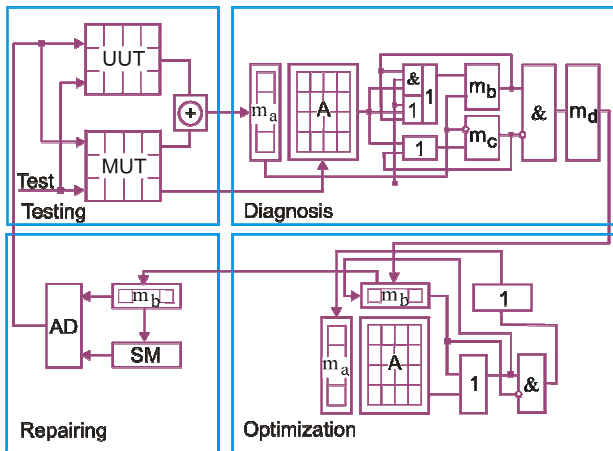 UUT
MUT
+
Test
Testing
m_a
A
&
1
1
1
m_b
m_c
&
m_d
Diagnosis
AD
m_b
SM
Repairing
m_b
1
m_a
A
1
&
Optimization